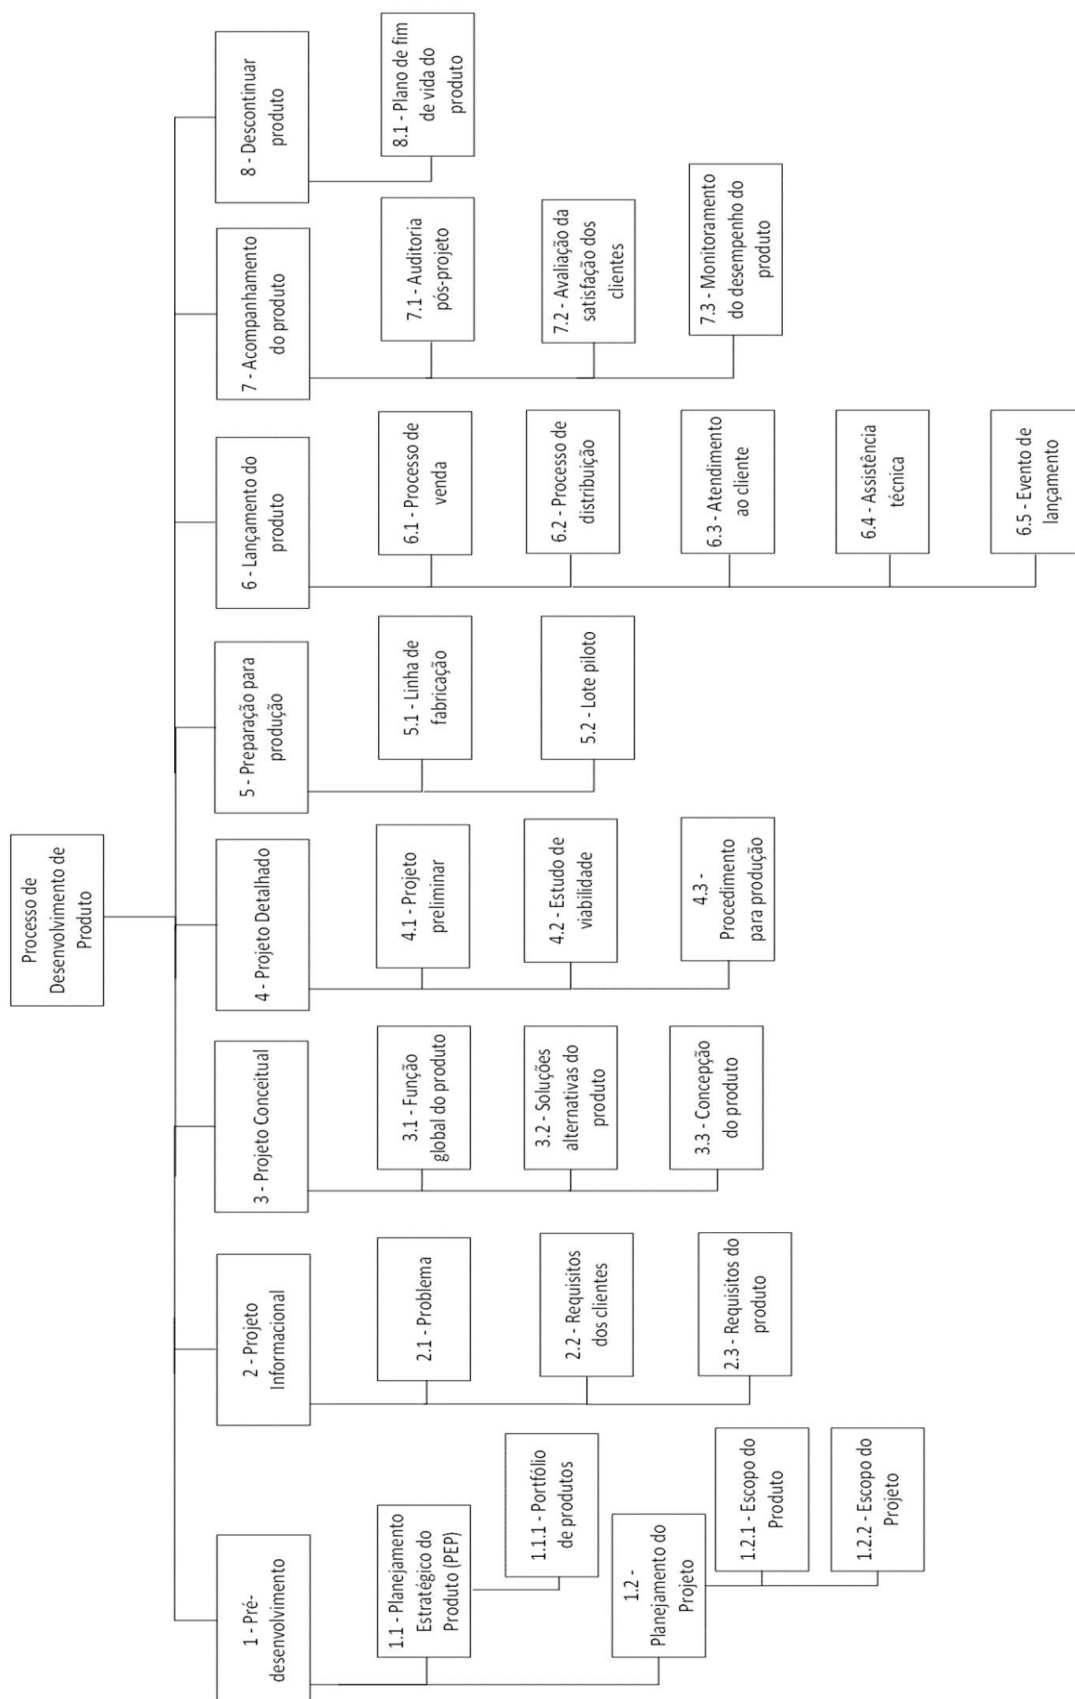 Processo de
Desenvolvimento de
Produto
1 - Pré-
desenvolvimento
1.1 - Planejamento
Estratégico do
Produto (PEP)
1.1.1 - Portfólio
de produtos
1.2 -
Planejamento do
Projeto
1.2.1 - Escopo do
Produto
1.2.2 - Escopo do
Projeto
2 - Projeto
Informacional
2.1 - Problema
2.2 - Requisitos
dos clientes
2.3 - Requisitos do
produto
3 - Projeto Conceitual
3.1 - Função
global do produto
3.2 - Soluções
alternativas do
produto
3.3 - Concepção
do produto
4 - Projeto Detalhado
4.1 - Projeto
preliminar
4.2 - Estudo de
viabilidade
4.3 -
Procedimento
para produção
5 - Preparação para
produção
5.1 - Linha de
fabricação
5.2 - Lote piloto
6 - Lançamento do
produto
6.1 - Processo de
venda
6.2 - Processo de
distribuição
6.3 - Atendimento
ao cliente
6.4 - Assistência
técnica
6.5 - Evento de
lançamento
7 - Acompanhamento
do produto
7.1 - Auditoria
pós-projeto
7.2 - Avaliação da
satisfação dos
clientes
7.3 - Monitoramento
do desempenho do
produto
8 - Descontinuar
produto
8.1 - Plano de fim
de vida do
produto